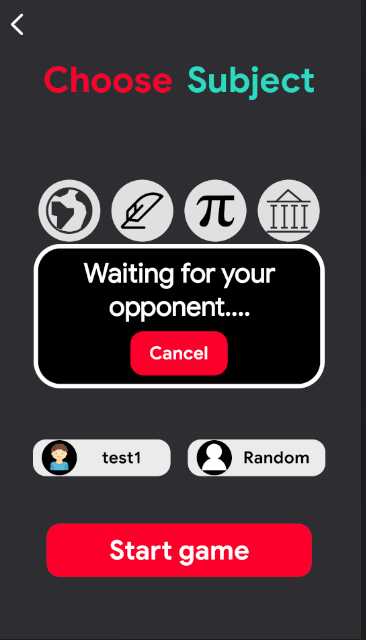 Choose Subject
π
Waiting for your
opponent....
Cancel
test1 Random
Start game